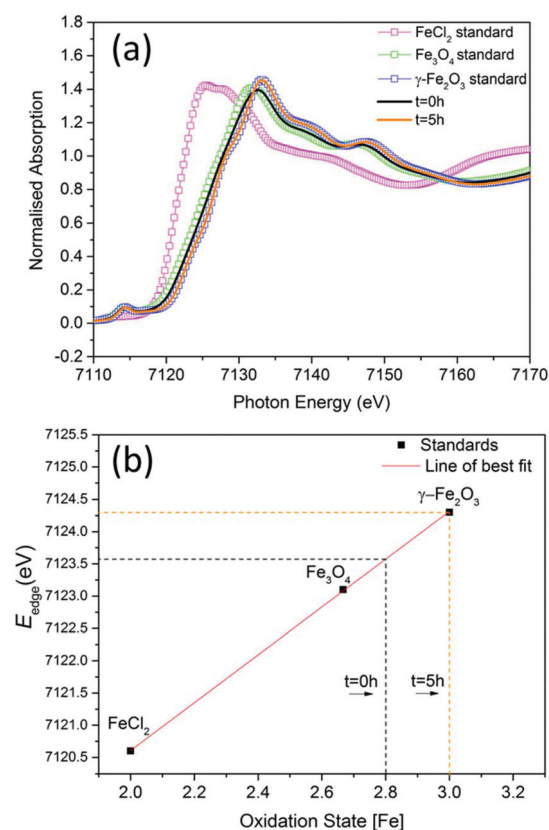 (a)
FeCl₂ standard
Fe₃O₄ standard
γ-Fe₂O₃ standard
t=0h
t=5h
Normalised Absorption
1.8
1.6
1.4
1.2
1.0
0.8
0.6
0.4
0.2
0.0
-0.2
7110 7120 7130 7140 7150 7160 7170
Photon Energy (eV)
(b)
Standards
Line of best fit
γ–Fe₂O₃
Fe₃O₄
FeCl₂
t=0h
t=5h
E edge(eV)
7125.5
7125.0
7124.5
7124.0
7123.5
7123.0
7122.5
7122.0
7121.5
7121.0
7120.5
2.0 2.2 2.4 2.6 2.8 3.0 3.2
Oxidation State [Fe]